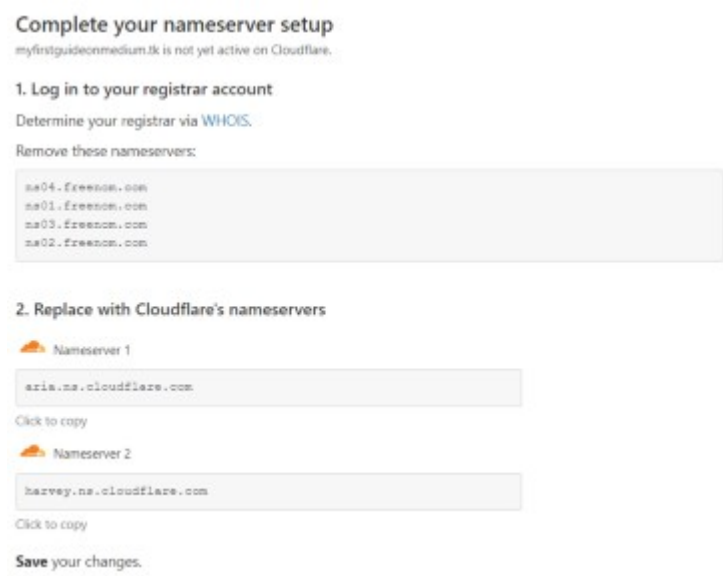 Complete your nameserver setup
myfirstguideonmedium.tk is not yet active on Cloudflare.
1. Log in to your registrar account
Determine your registrar via WHOIS.
Remove these nameservers:
ns04.freenom.com
ns01.freenom.com
ns03.freenom.com
ns02.freenom.com
2. Replace with Cloudflare's nameservers
Nameserver 1
aria.ns.cloudflare.com
Click to copy
Nameserver 2
harvey.ns.cloudflare.com
Click to copy
Save your changes.